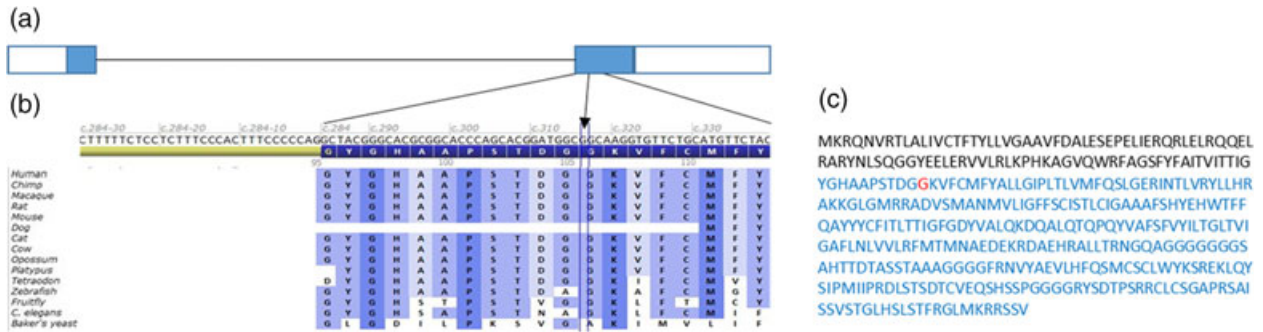 (a)
(b)
(c)
c.284-30 c.284-20 c.284-10 c.284 c.290 c.300 c.310 c.320 c.330
CTTTTTCTCCTCTTTCCCACTTTCCCCCAGGCTACGGGCACGCGGCACCCAGCACGGATGGCGGCAAGGTGTTCTGCATGTTCTAC
G Y G H A A P S T D G G K V F C M F Y
95 100 105 110
Human G Y G H A A P S T D G G K V F C M F Y
Chimp G Y G H A A P S T D G G K V F C M F Y
Macaque G Y G H A A P S T D G G K V F C M F Y
Rat G Y G H A A P S T D G G K V F C M F Y
Mouse G Y G H A A P S T D G G K V F C M F Y
Dog M F Y
Cat G Y G H A A P S T D G G K V F C M F Y
Cow G Y G H A A P S T D G G K V F C M F Y
Opossum G Y G H A A P S T D G G K V F C M F Y
Platypus Y G H A A P S T D G G K V F C M F Y
Tetraodon D Y G H A A P S T D G G K I F C M V Y
Zebrafish G Y G H A A P S T D A G K A F C M G Y
Fruitfly G Y G H S T P S T V G G K L F T M C Y
C. elegans G Y G H S A P S T N A G K L F C M I F
Baker's yeast G L G D I L P K S V G A K I M V L I F
MKRQNVRTLALIVCTFTYLLVGAAVFDALESEPELIERQRLELRQQEL
RARYNLSQGGYEELERVVLRLKPHKAGVQWRFAGSFYFAITVITTIG
YGHAAPSTDGGKVFCMFYALLGIPLTLVMFQSLGERINTLVRYLLHR
AKKGLGMRRADVSMANMVLIGFFSCISTLCIGAAAFSHYEHWTFF
QAYYYCFITLTTIGFGDYVALQKDQALQTQPQYVAFSFVYILTGLTVI
GAFLNLVVLRFMTMNAEDEKRDAEHRALLTRNGQAGGGGGGGS
AHTTDTASSTAAAGGGGFRNVYAEVLHFQSMCSCLWYKSREKLQY
SIPMIIPRDLSTSDTCVEQSHSSPGGGGRYSDTPSRRCLCSGAPRSAI
SSVSTGLHSLSTFRGLMKRRSSV